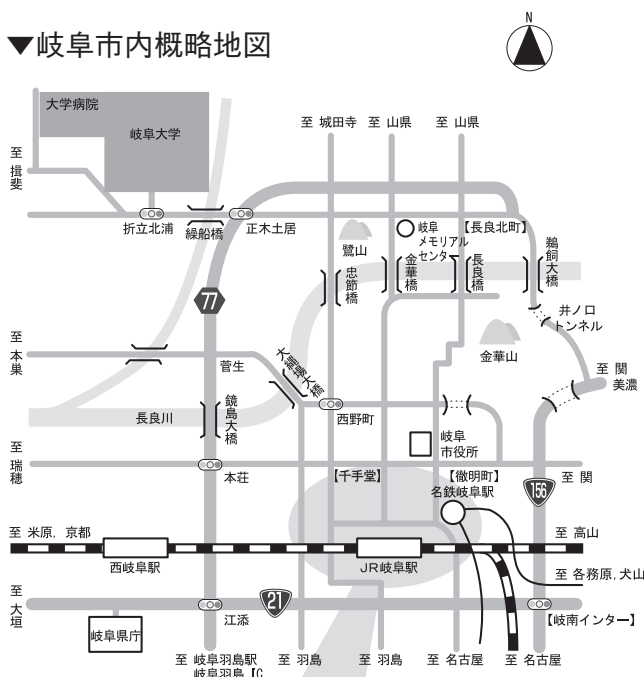 ▼岐阜市内概略地図
N
大学病院
岐阜大学
至 城田寺
至 山県
至 山県
至 揖斐
折立北浦
繰船橋
正木土居
鷺山
岐阜
メモリアル
センター
【長良北町】
忠節橋
金華橋
長良橋
鵜飼大橋
77
井ノ口
トンネル
至 本巣
菅生
大縄場大橋
金華山
至 関
美濃
長良川
鏡島大橋
西野町
岐阜
市役所
至 瑞穂
本荘
【千手堂】
【徹明町】
名鉄岐阜駅
156
至 関
至 米原，京都
西岐阜駅
JR岐阜駅
至 高山
至 各務原，犬山
至 大垣
岐阜県庁
江添
21
【岐南インター】
至 岐阜羽島駅
岐阜羽島 IC
至 羽島
至 羽島
至 名古屋
至 名古屋